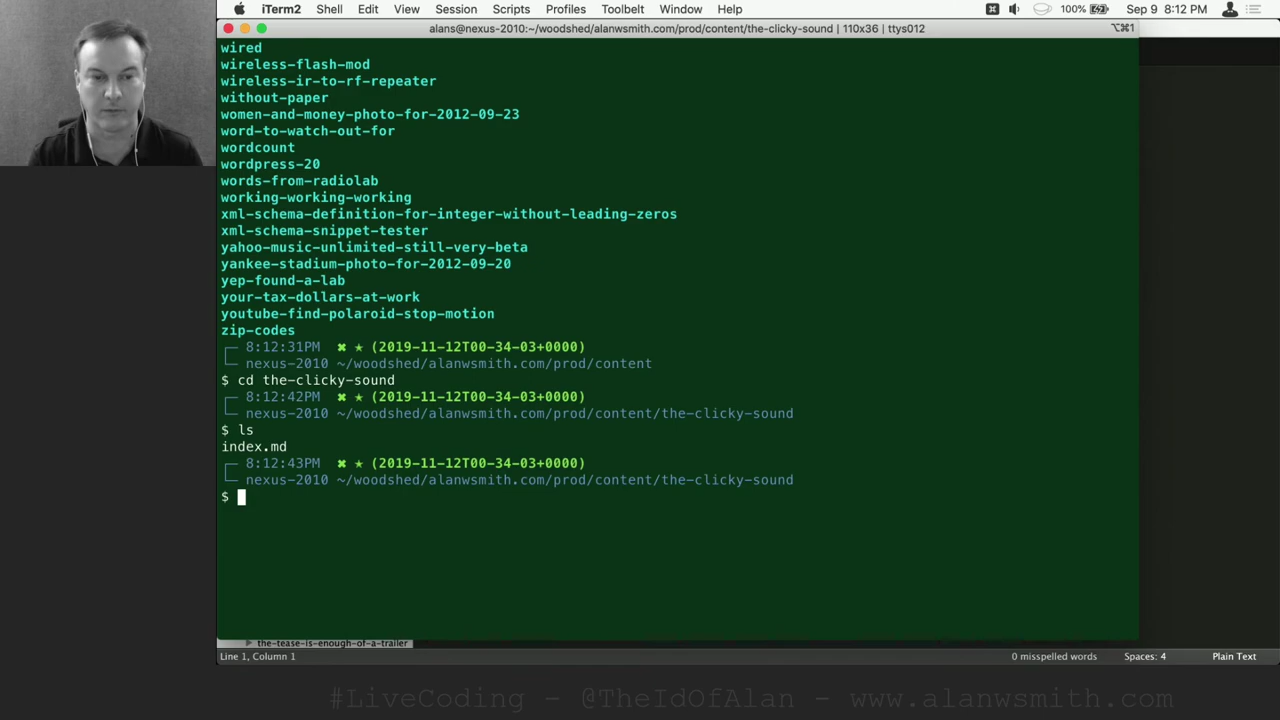 iTerm2 Shell Edit View Session Scripts Profiles Toolbelt Window Help 100% Sep 9 8:12 PM
alans@nexus-2010:~/woodshed/alanwsmith.com/prod/content/the-clicky-sound | 110x36 | ttys012 ⌥⌘1
wired
wireless-flash-mod
wireless-ir-to-rf-repeater
without-paper
women-and-money-photo-for-2012-09-23
word-to-watch-out-for
wordcount
wordpress-20
words-from-radiolab
working-working-working
xml-schema-definition-for-integer-without-leading-zeros
xml-schema-snippet-tester
yahoo-music-unlimited-still-very-beta
yankee-stadium-photo-for-2012-09-20
yep-found-a-lab
your-tax-dollars-at-work
youtube-find-polaroid-stop-motion
zip-codes
┌─ 8:12:31PM ✖ ★ (2019-11-12T00-34-03+0000)
└─ nexus-2010 ~/woodshed/alanwsmith.com/prod/content
$ cd the-clicky-sound
┌─ 8:12:42PM ✖ ★ (2019-11-12T00-34-03+0000)
└─ nexus-2010 ~/woodshed/alanwsmith.com/prod/content/the-clicky-sound
$ ls
index.md
┌─ 8:12:43PM ✖ ★ (2019-11-12T00-34-03+0000)
└─ nexus-2010 ~/woodshed/alanwsmith.com/prod/content/the-clicky-sound
$
the-tease-is-enough-of-a-trailer
Line 1, Column 1 0 misspelled words Spaces: 4 Plain Text
#LiveCoding - @TheIdOfAlan - www.alanwsmith.com